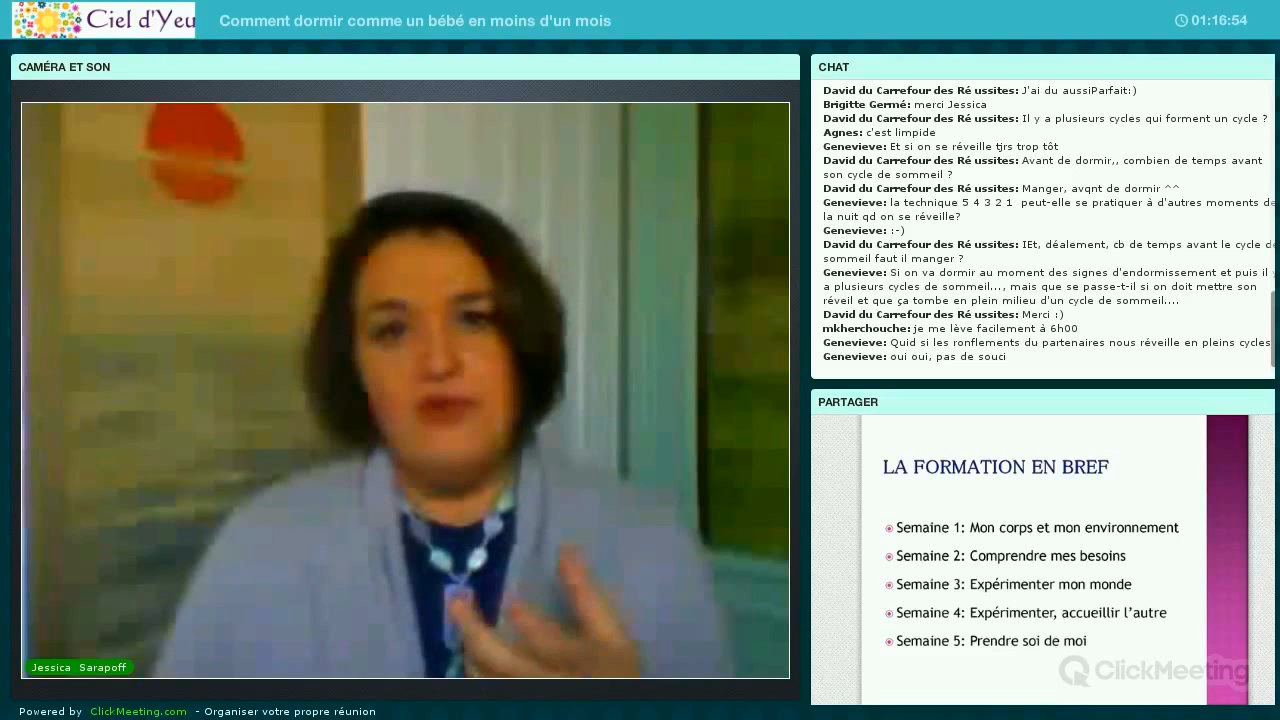 Ciel d'Yeu
Comment dormir comme un bébé en moins d'un mois
01:16:54
CAMÉRA ET SON
Jessica Sarapoff
Powered by ClickMeeting.com - Organiser votre propre réunion
CHAT
David du Carrefour des Ré ussites: J'ai du aussiParfait:)
Brigitte Germé: merci Jessica
David du Carrefour des Ré ussites: Il y a plusieurs cycles qui forment un cycle ?
Agnes: c'est limpide
Genevieve: Et si on se réveille tjrs trop tôt
David du Carrefour des Ré ussites: Avant de dormir,, combien de temps avant
son cycle de sommeil ?
David du Carrefour des Ré ussites: Manger, avqnt de dormir ^^
Genevieve: la technique 5 4 3 2 1 peut-elle se pratiquer à d'autres moments de
la nuit qd on se réveille?
Genevieve: :-)
David du Carrefour des Ré ussites: IEt, déalement, cb de temps avant le cycle de
sommeil faut il manger ?
Genevieve: Si on va dormir au moment des signes d'endormissement et puis il y
a plusieurs cycles de sommeil..., mais que se passe-t-il si on doit mettre son
réveil et que ça tombe en plein milieu d'un cycle de sommeil....
David du Carrefour des Ré ussites: Merci :)
mkherchouche: je me lève facilement à 6h00
Genevieve: Quid si les ronflements du partenaires nous réveille en pleins cycles
Genevieve: oui oui, pas de souci
PARTAGER
LA FORMATION EN BREF
Semaine 1: Mon corps et mon environnement
Semaine 2: Comprendre mes besoins
Semaine 3: Expérimenter mon monde
Semaine 4: Expérimenter, accueillir l'autre
Semaine 5: Prendre soi de moi
ClickMeeting